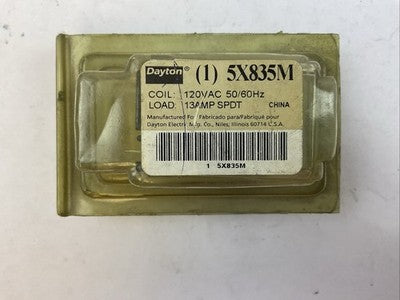 Dayton® (1) 5X835M
COIL: 120VAC 50/60Hz
LOAD: 13AMP SPDT CHINA
Manufactured For/Fabricado para/Fabriqué pour
Dayton Electric Mfg. Co., Niles, Illinois 60714 U.S.A.
1 5X835M